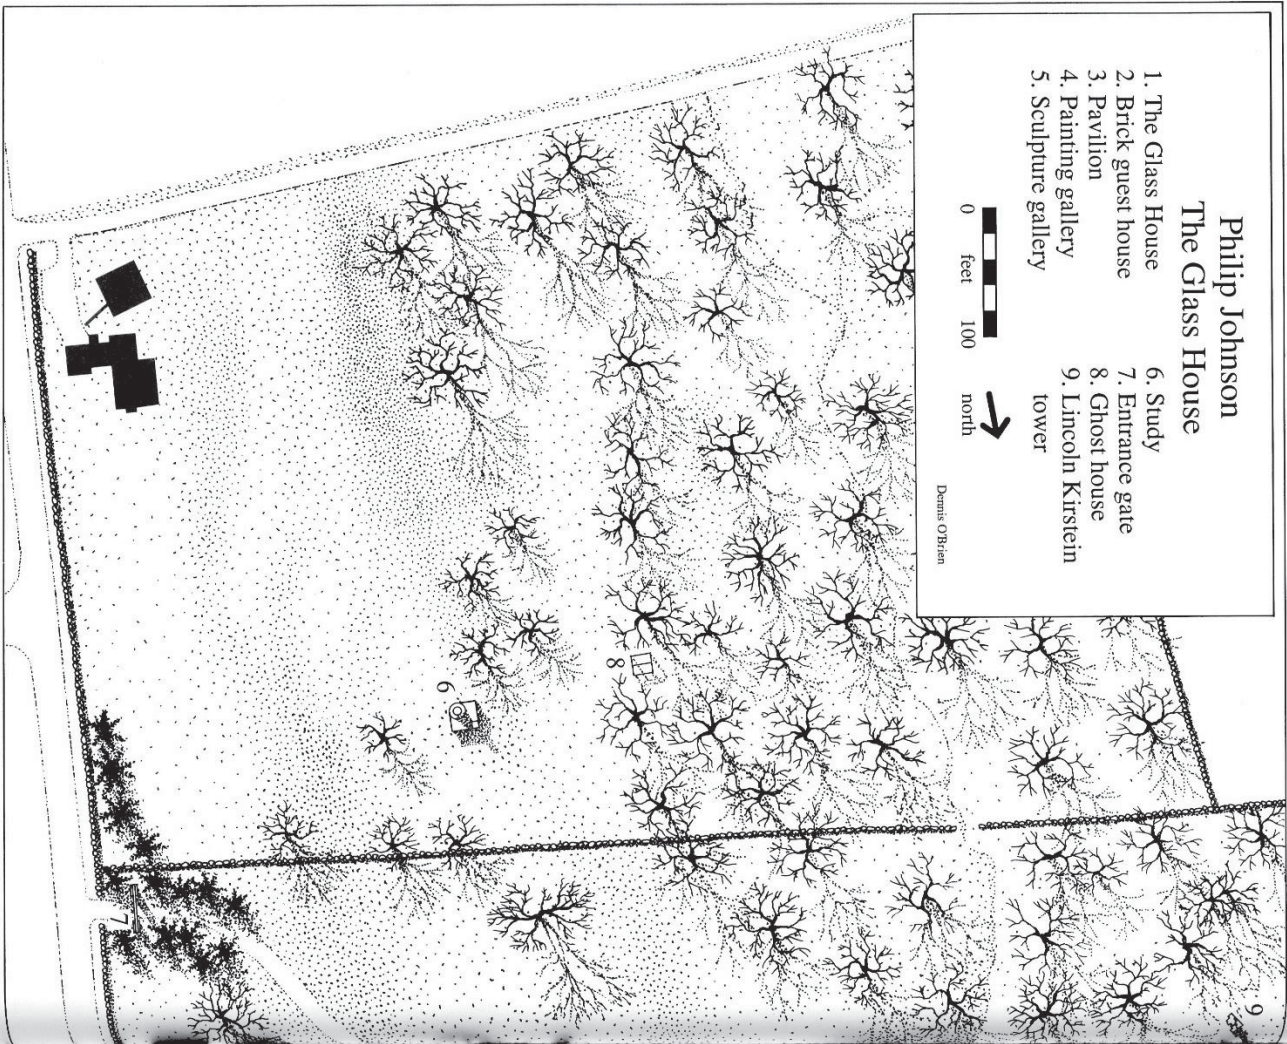 Philip Johnson
The Glass House
1. The Glass House
2. Brick guest house
3. Pavilion
4. Painting gallery
5. Sculpture gallery
6. Study
7. Entrance gate
8. Ghost house
9. Lincoln Kirstein
tower
0 feet 100 north
Dennis O'Brien
8
6
7
9